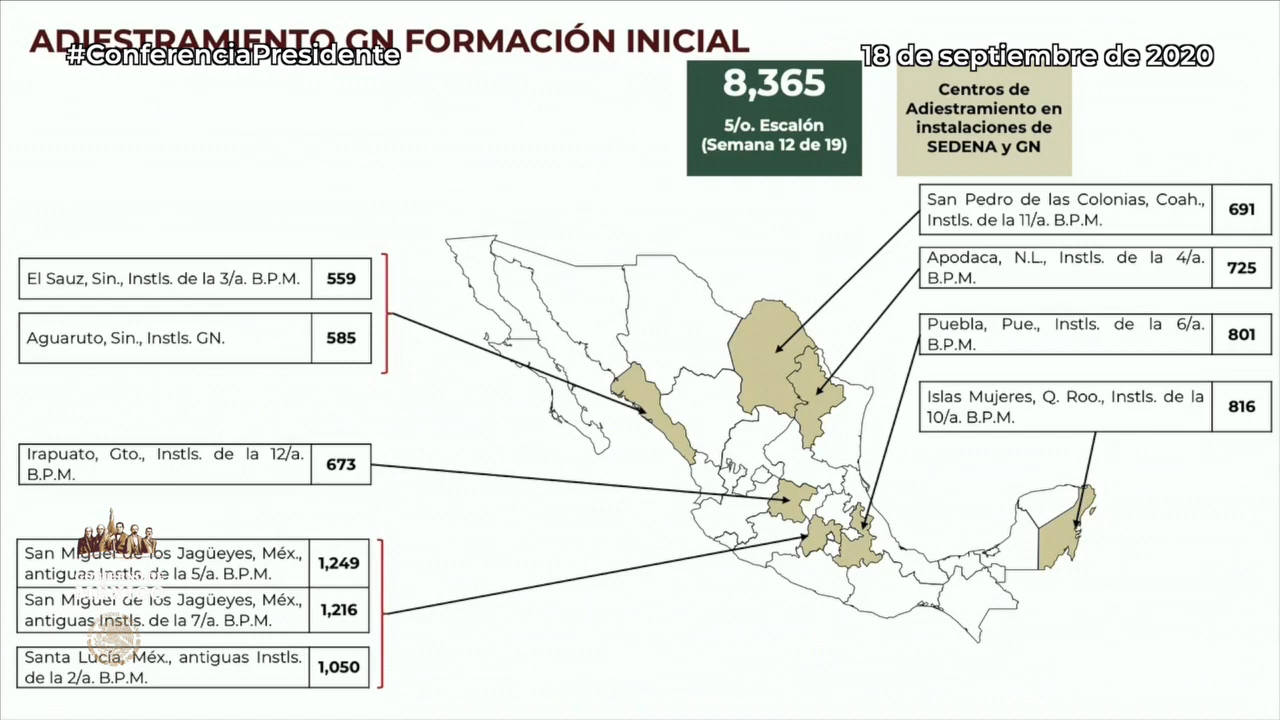 ADIESTRAMIENTO GN FORMACIÓN INICIAL
#ConferenciaPresidente
18 de septiembre de 2020
8,365
5/o. Escalón
(Semana 12 de 19)
Centros de
Adiestramiento en
instalaciones de
SEDENA y GN
San Pedro de las Colonias, Coah.,
Instls. de la 11/a. B.P.M.
691
Apodaca, N.L., Instls. de la 4/a.
B.P.M.
725
Puebla, Pue., Instls. de la 6/a.
B.P.M.
801
Islas Mujeres, Q. Roo., Instls. de la
10/a. B.P.M.
816
El Sauz, Sin., Instls. de la 3/a. B.P.M.
559
Aguaruto, Sin., Instls. GN.
585
Irapuato, Gto., Instls. de la 12/a.
B.P.M.
673
San Miguel de los Jagüeyes, Méx.,
antiguas Instls. de la 5/a. B.P.M.
1,249
San Miguel de los Jagüeyes, Méx.,
antiguas Instls. de la 7/a. B.P.M.
1,216
Santa Lucía, Méx., antiguas Instls.
de la 2/a. B.P.M.
1,050